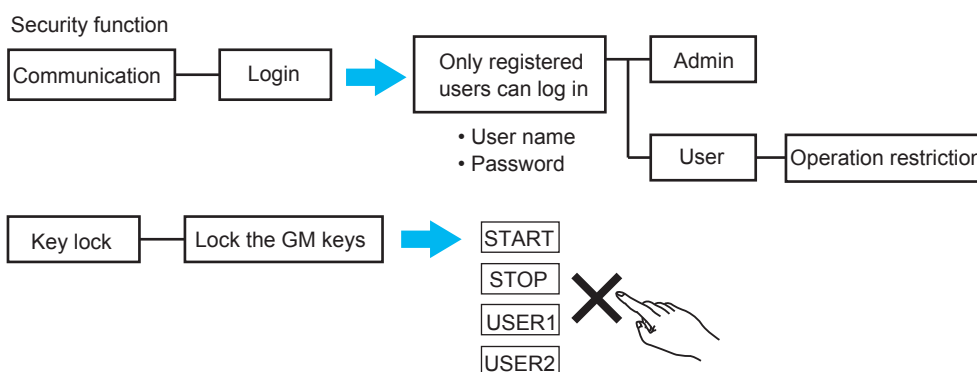 Security function
Communication
Login
Only registered
users can log in
• User name
• Password
Admin
User
Operation restriction
Key lock
Lock the GM keys
START
STOP
USER1
USER2